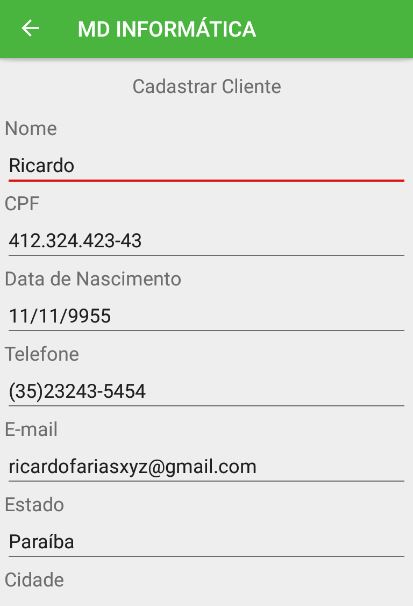 MD INFORMÁTICA
Cadastrar Cliente
Nome
Ricardo
CPF
412.324.423-43
Data de Nascimento
11/11/9955
Telefone
(35)23243-5454
E-mail
ricardofariasxyz@gmail.com
Estado
Paraíba
Cidade